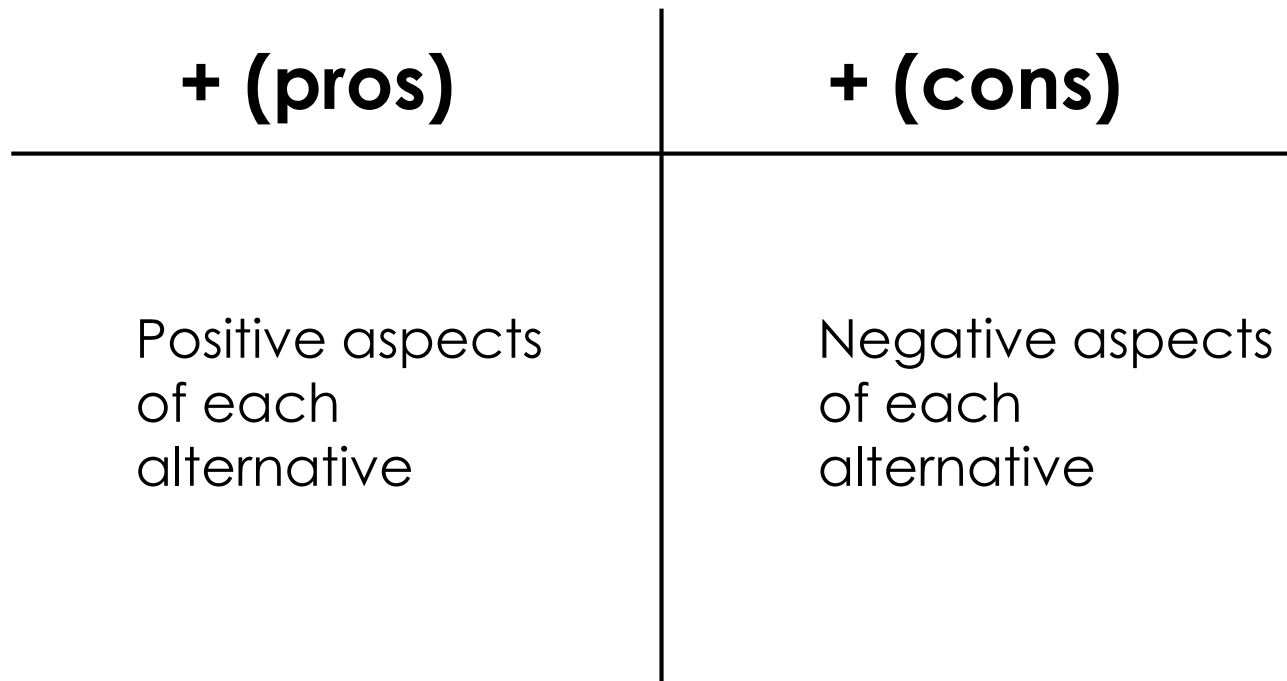 + (pros)
+ (cons)
Positive aspects
of each
alternative
Negative aspects
of each
alternative